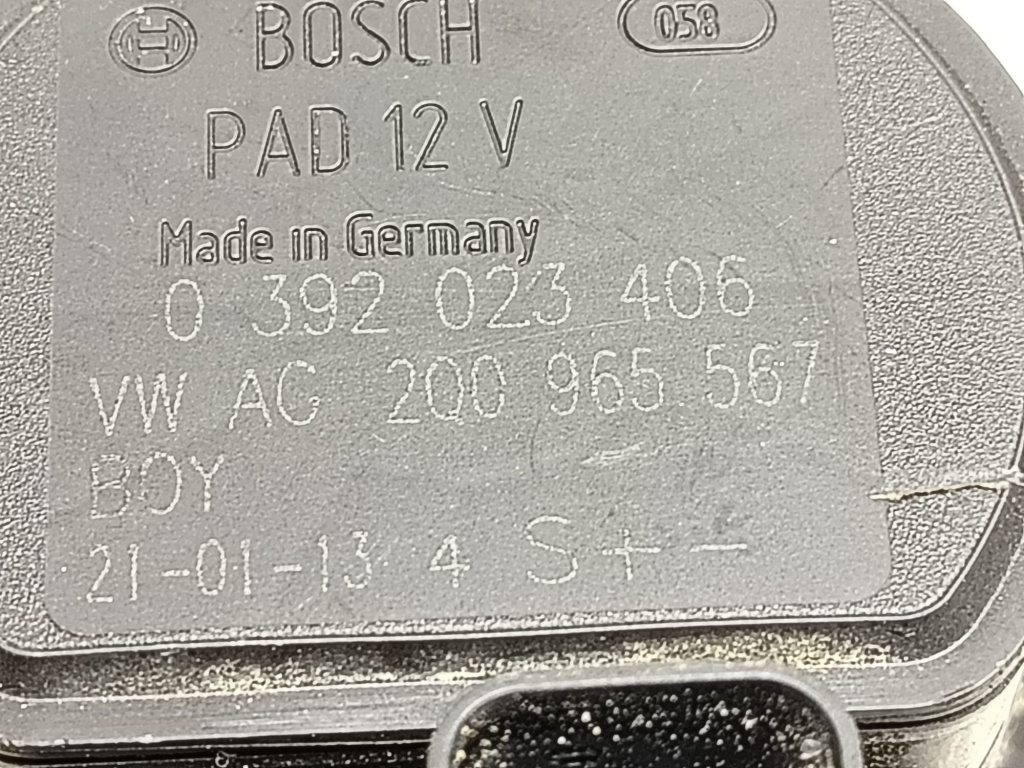 BOSCH 058
PAD 12 V
Made in Germany
0 392 023 406
VW AG 2Q0 965 567
BOY
21-01-13 4 S + -